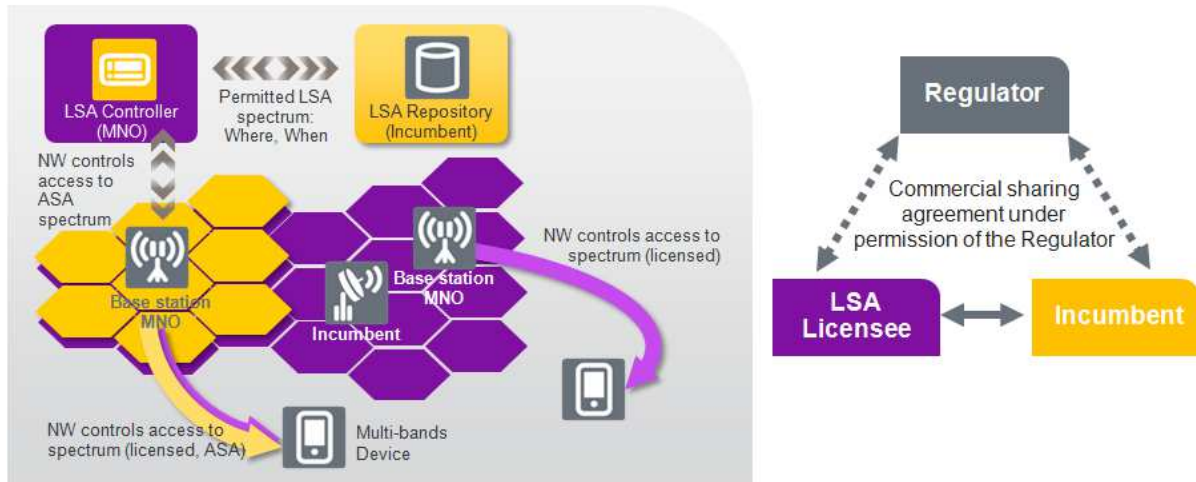 LSA Controller
(MNO)
Permitted LSA
spectrum:
Where, When
LSA Repository
(Incumbent)
NW controls
access to
ASA
spectrum
Base station
MNO
Incumbent
Base station
MNO
NW controls access to
spectrum (licensed)
NW controls access to
spectrum (licensed, ASA)
Multi-bands
Device
Regulator
Commercial sharing
agreement under
permission of the Regulator
LSA
Licensee
Incumbent